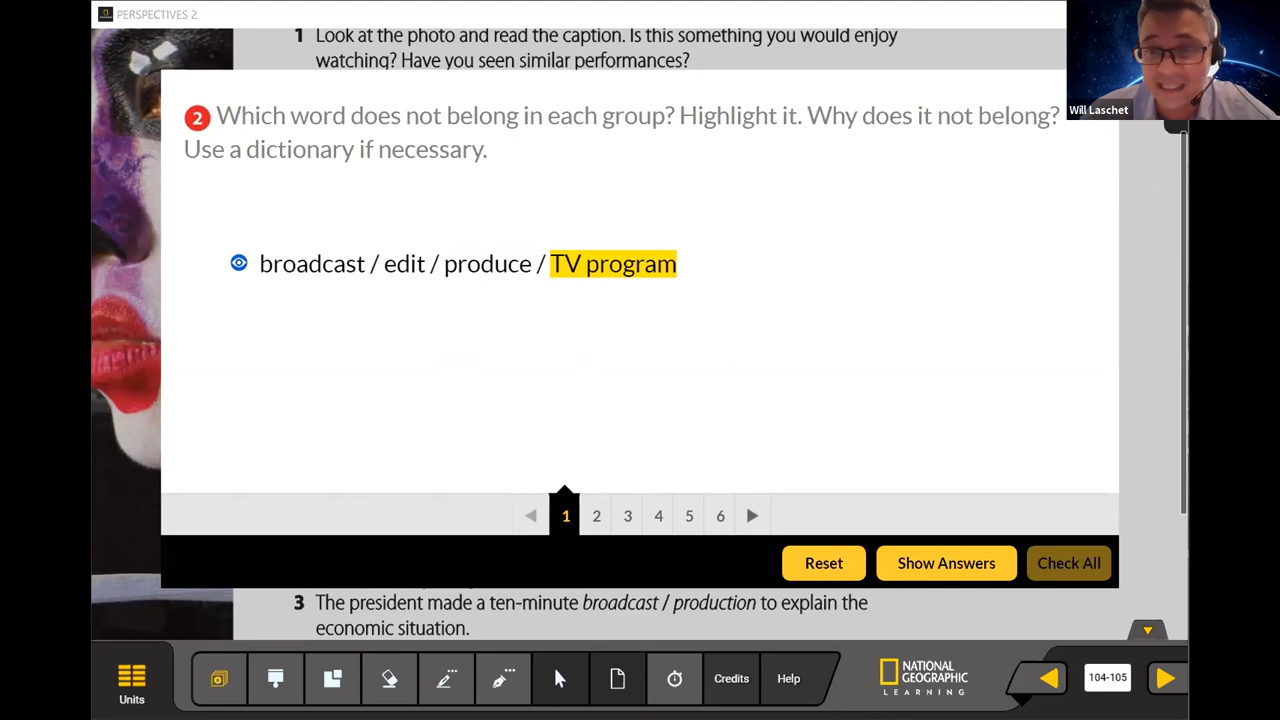 PERSPECTIVES 2
1 Look at the photo and read the caption. Is this something you would enjoy
watching? Have you seen similar performances?
Will Laschet
2 Which word does not belong in each group? Highlight it. Why does it not belong?
Use a dictionary if necessary.
broadcast / edit / produce / TV program
1 2 3 4 5 6
Reset Show Answers Check All
3 The president made a ten-minute broadcast / production to explain the
economic situation.
Units
Credits
Help
NATIONAL
GEOGRAPHIC
LEARNING
104-105